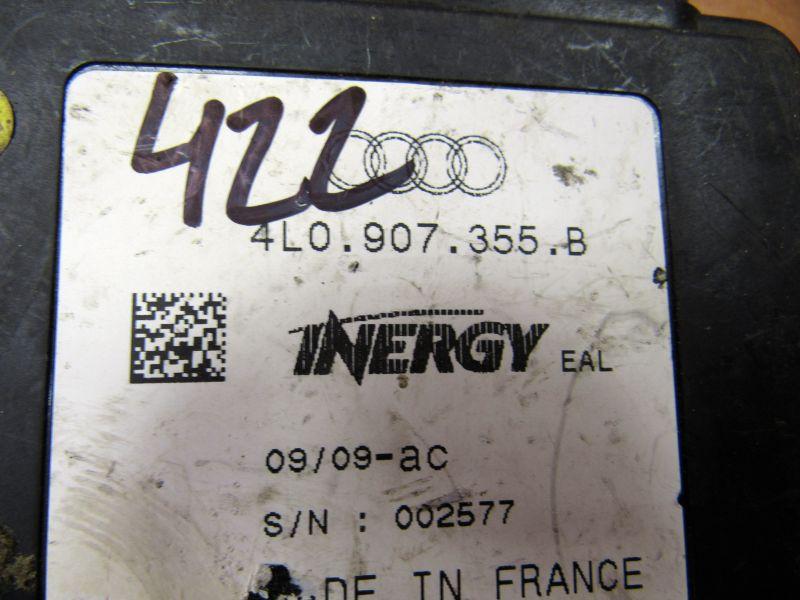 422
4L0.907.355.B
INERGY EAL
09/09-ac
S/N : 002577
DE IN FRANCE